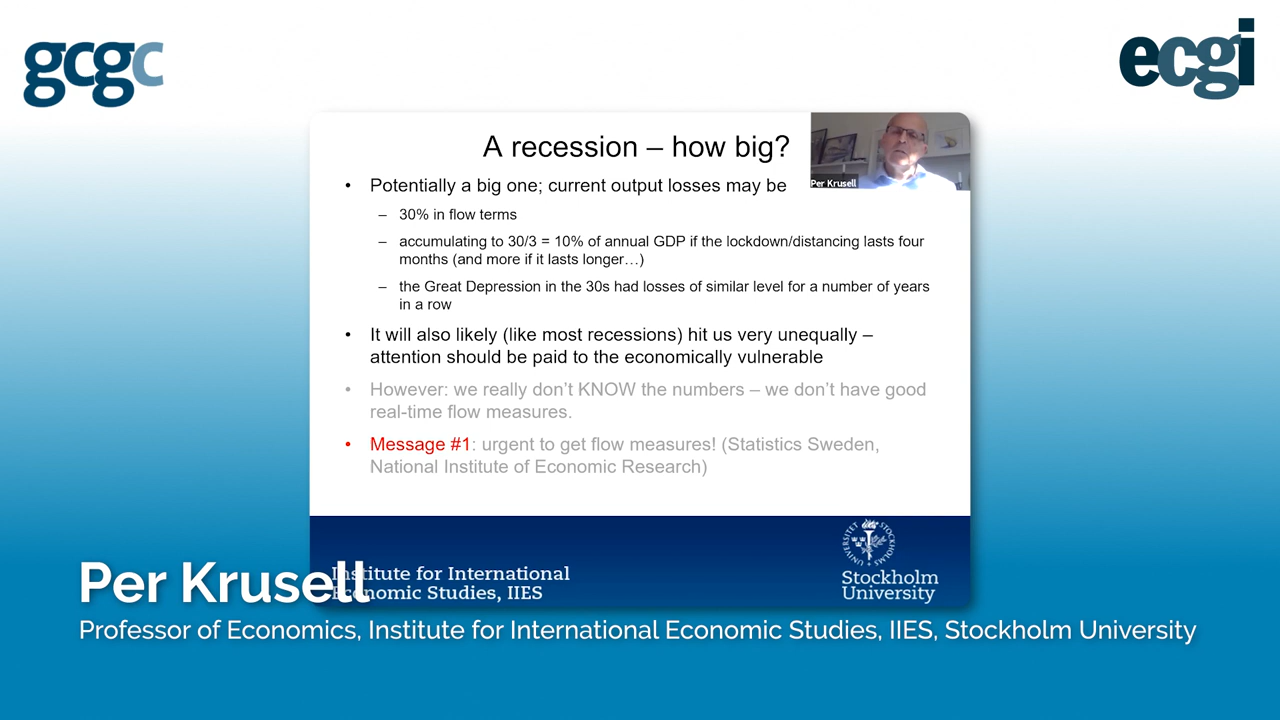 gcgc
ecgi
A recession – how big?
Per Krusell
• Potentially a big one; current output losses may be
– 30% in flow terms
– accumulating to 30/3 = 10% of annual GDP if the lockdown/distancing lasts four
months (and more if it lasts longer…)
– the Great Depression in the 30s had losses of similar level for a number of years
in a row
• It will also likely (like most recessions) hit us very unequally –
attention should be paid to the economically vulnerable
• However: we really don't KNOW the numbers – we don't have good
real-time flow measures.
• Message #1: urgent to get flow measures! (Statistics Sweden,
National Institute of Economic Research)
Institute for International
Economic Studies, IIES
Stockholm
University
Per Krusell
Professor of Economics, Institute for International Economic Studies, IIES, Stockholm University